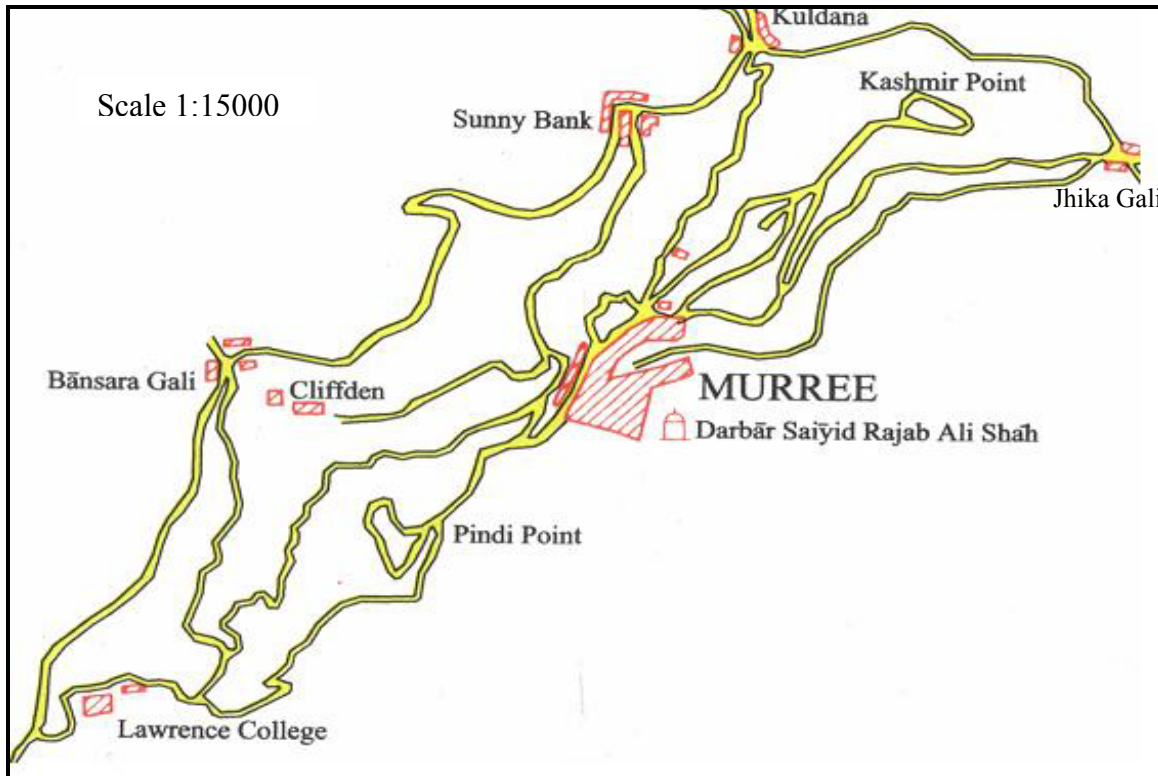 Kuldana
Kashmir Point
Scale 1:15000
Sunny Bank
Jhika Gali
Bānsara Gali
Cliffden
MURREE
Darbār Saiȳid Rajab Ali Shāh
Pindi Point
Lawrence College